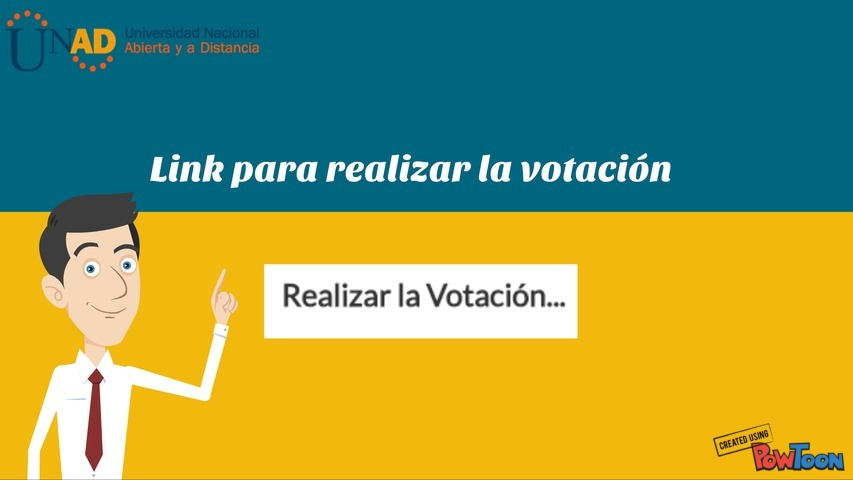 UNAD
Universidad Nacional
Abierta y a Distancia
Link para realizar la votación
Realizar la Votación...
CREATED USING
POWTOON